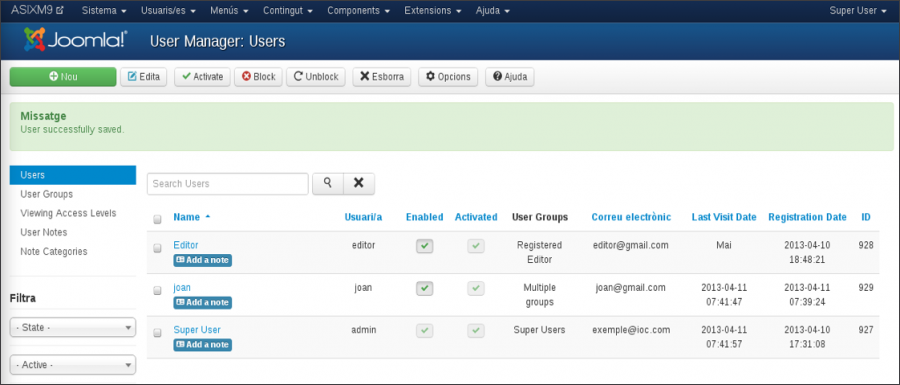 ASIXM9 Sistema Usuaris/es Menús Contingut Components Extensions Ajuda Super User
Joomla! User Manager: Users
Nou Edita Activate Block Unblock Esborra Opcions Ajuda
Missatge
User successfully saved.
Users
User Groups
Viewing Access Levels
User Notes
Note Categories
Filtra
- State -
- Active -
Search Users
Name Usuari/a Enabled Activated User Groups Correu electrònic Last Visit Date Registration Date ID
Editor editor Registered editor@gmail.com Mai 2013-04-10 928
Add a note Editor 18:48:21
joan joan Multiple joan@gmail.com 2013-04-11 2013-04-11 929
Add a note groups 07:41:47 07:39:24
Super User admin Super Users exemple@ioc.com 2013-04-11 2013-04-10 927
Add a note 07:41:57 17:31:08